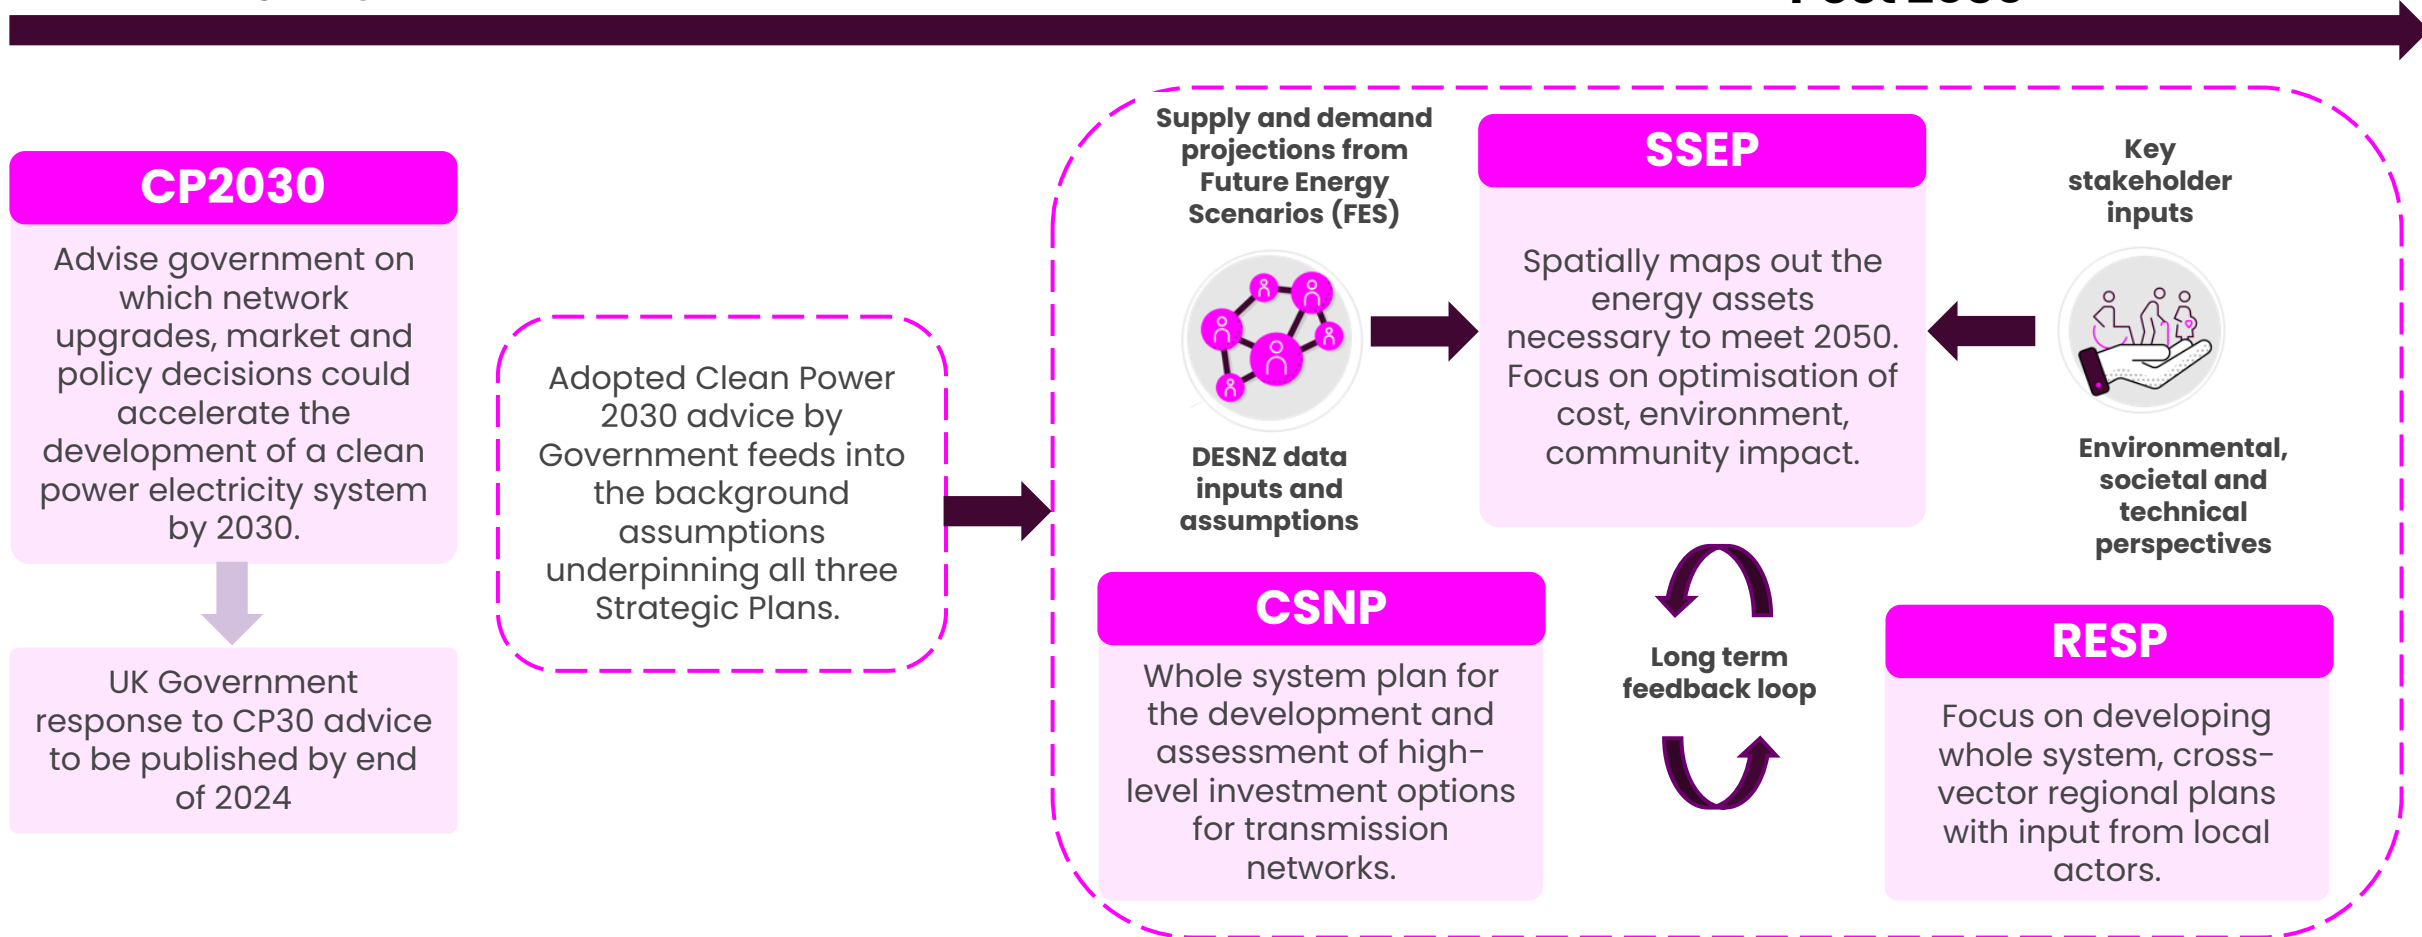 CP2030
Advise government on
which network
upgrades, market and
policy decisions could
accelerate the
development of a clean
power electricity system
by 2030.
UK Government
response to CP30 advice
to be published by end
of 2024
Adopted Clean Power
2030 advice by
Government feeds into
the background
assumptions
underpinning all three
Strategic Plans.
Supply and demand
projections from
Future Energy
Scenarios (FES)
DESNZ data
inputs and
assumptions
SSEP
Spatially maps out the
energy assets
necessary to meet 2050.
Focus on optimisation of
cost, environment,
community impact.
Key
stakeholder
inputs
Environmental,
societal and
technical
perspectives
CSNP
Whole system plan for
the development and
assessment of high-
level investment options
for transmission
networks.
Long term
feedback loop
RESP
Focus on developing
whole system, cross-
vector regional plans
with input from local
actors.